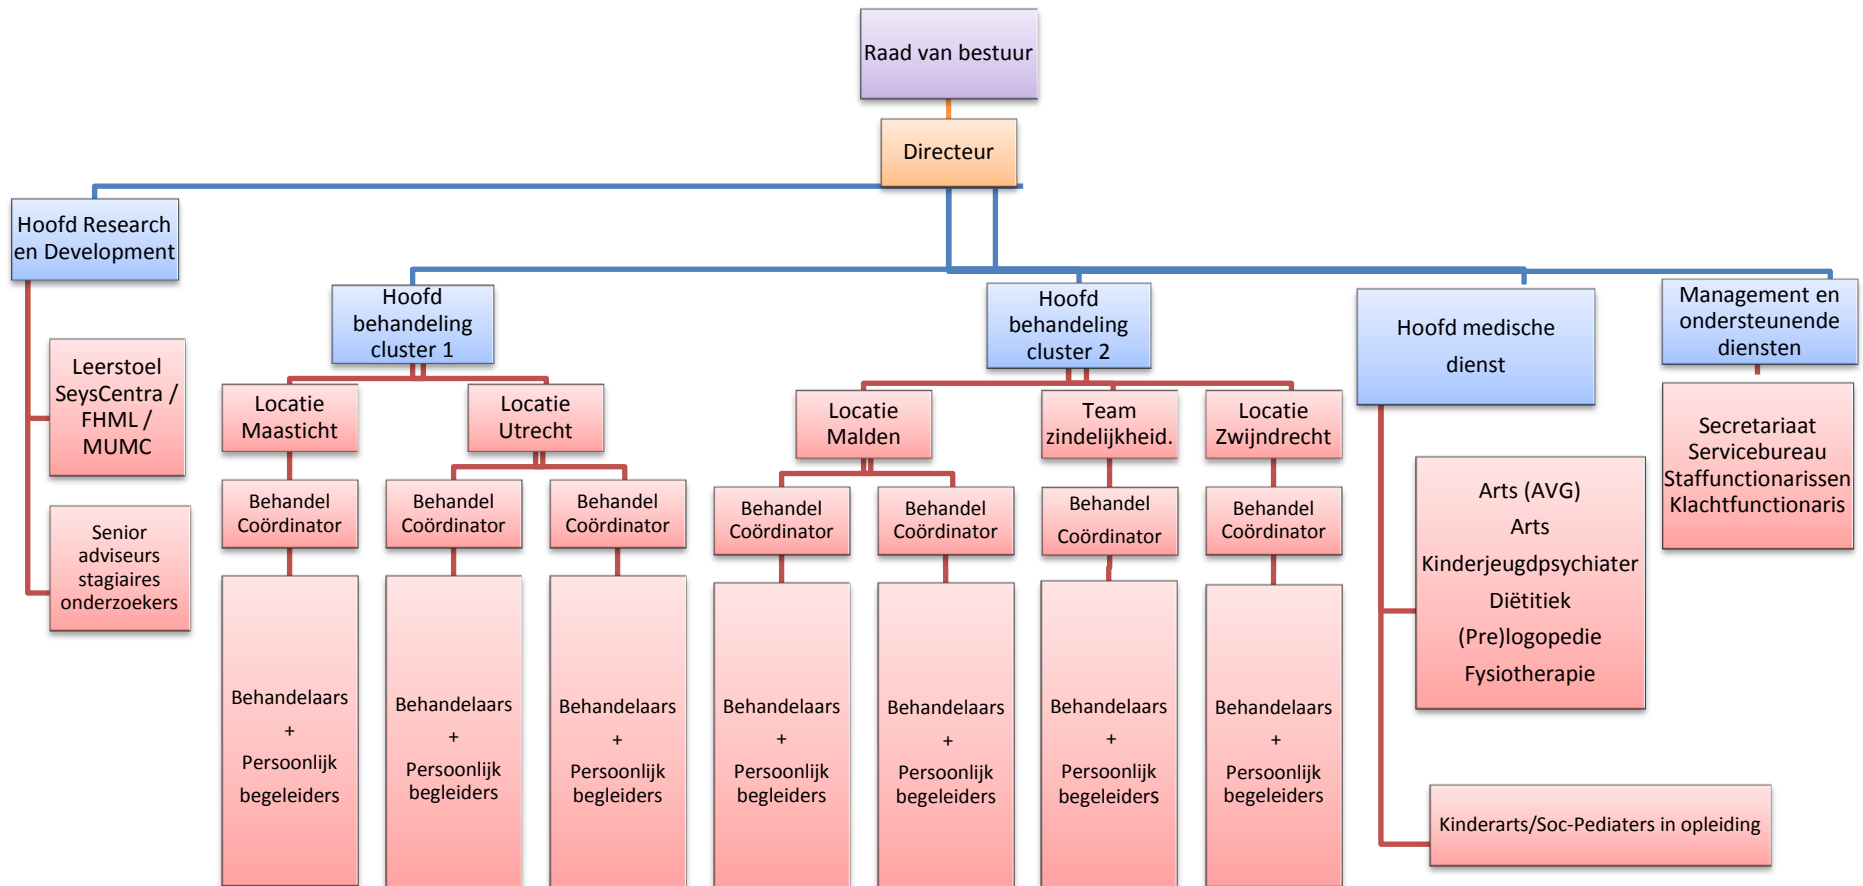 Raad van bestuur
Directeur
Hoofd Research
en Development
Leerstoel
SeysCentra /
FHML /
MUMC
Senior
adviseurs
stagiaires
onderzoekers
Hoofd
behandeling
cluster 1
Locatie
Maasticht
Behandel
Coördinator
Behandelaars
+
Persoonlijk
begeleiders
Locatie
Utrecht
Behandel
Coördinator
Behandelaars
+
Persoonlijk
begleiders
Behandel
Coördinator
Behandelaars
+
Persoonlijk
begleiders
Hoofd
behandeling
cluster 2
Locatie
Malden
Behandel
Coördinator
Behandelaars
+
Persoonlijk
begleiders
Behandel
Coördinator
Behandelaars
+
Persoonlijk
begeleiders
Team
zindelijkheid.
Behandel
Coördinator
Behandelaars
+
Persoonlijk
begeleiders
Locatie
Zwijndrecht
Behandel
Coördinator
Behandelaars
+
Persoonlijk
begeleiders
Hoofd medische
dienst
Arts (AVG)
Arts
Kinderjeugdpsychiater
Diëtitiek
(Pre)logopedie
Fysiotherapie
Kinderarts/Soc-Pediaters in opleiding
Management en
ondersteunende
diensten
Secretariaat
Servicebureau
Staffunctionarissen
Klachtfunctionaris